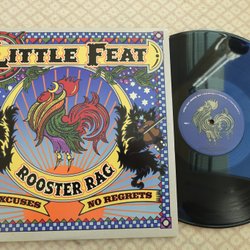 LITTLE FEAT
ROOSTER RAG
EXCUSES
NO REGRETS